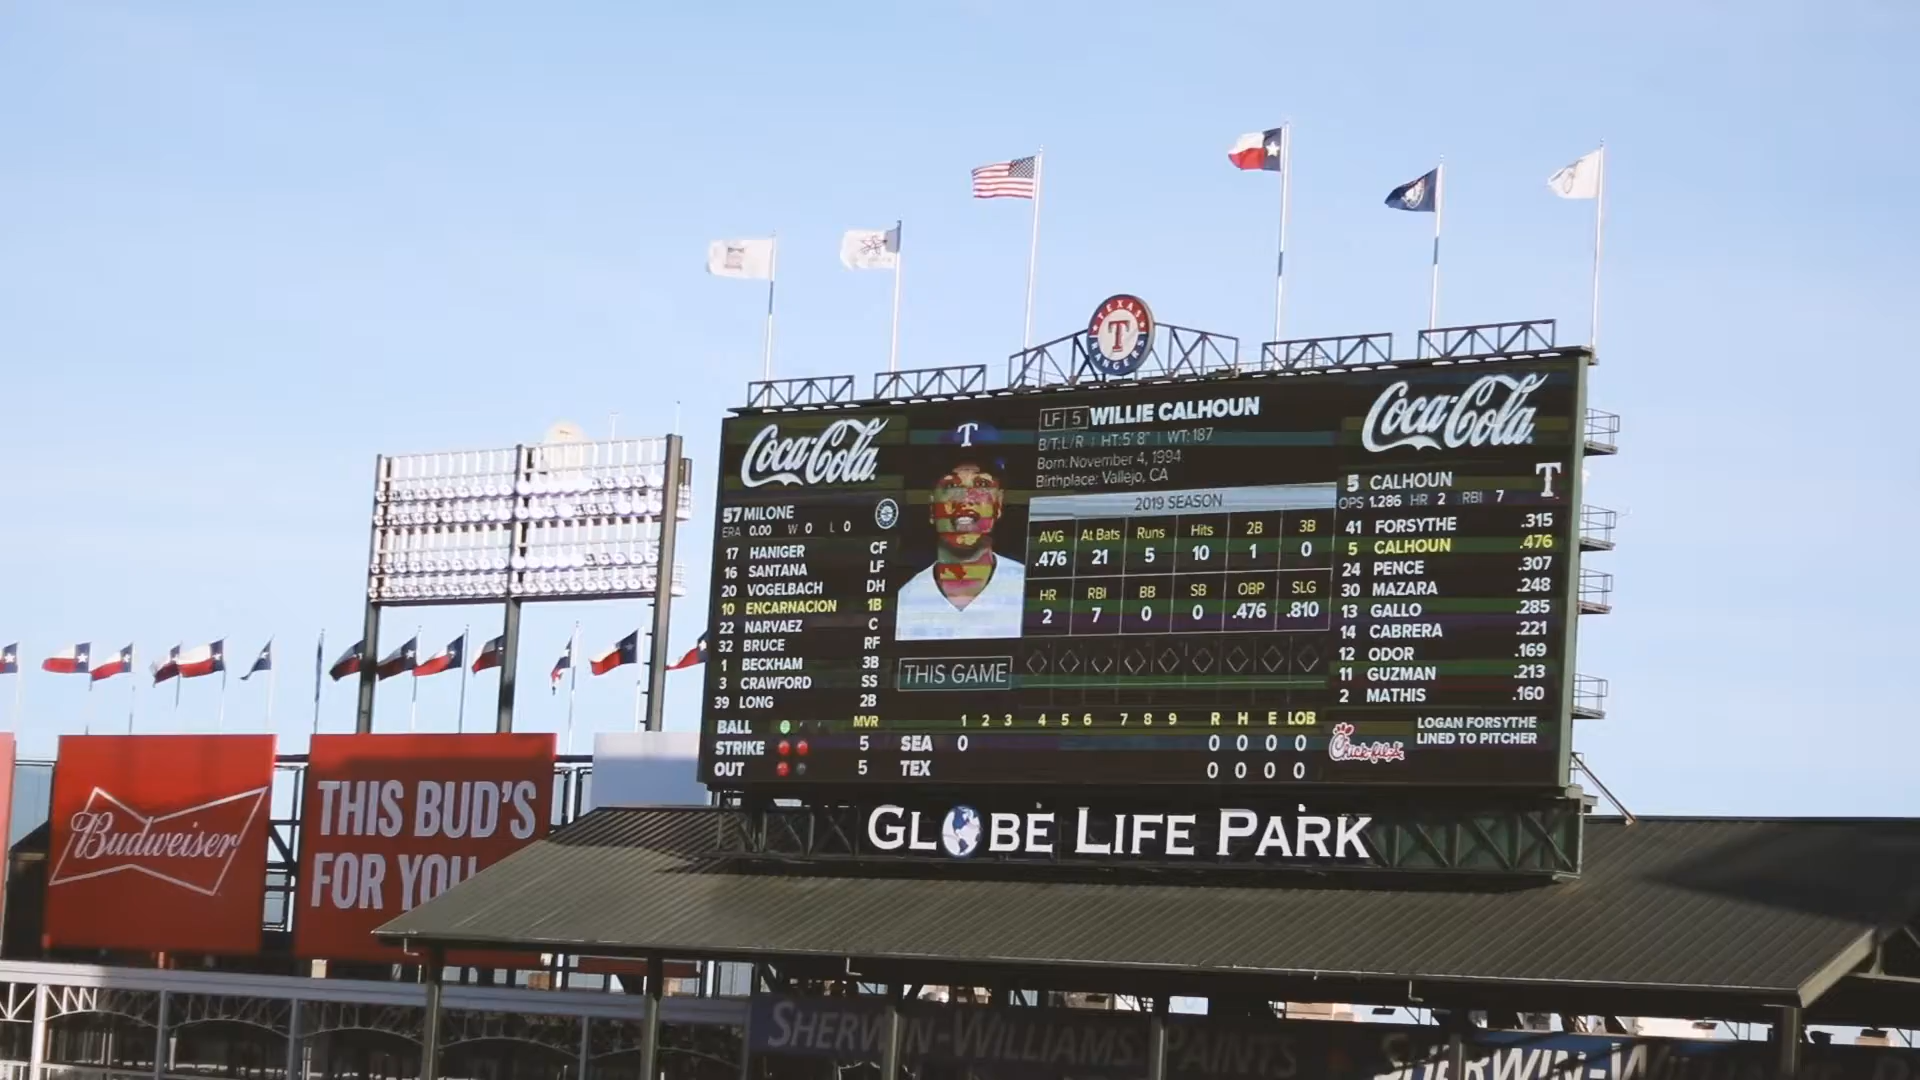 TEXAS
T
RANGERS
Coca-Cola
57 MILONE
ERA 0.00 W 0 L 0
17 HANIGER CF
16 SANTANA LF
20 VOGELBACH DH
10 ENCARNACION 1B
22 NARVAEZ C
32 BRUCE RF
1 BECKHAM 3B
3 CRAWFORD SS
39 LONG 2B
T
LF 5 WILLIE CALHOUN
B/T:L/R | HT:5' 8" | WT:187
Born: November 4, 1994
Birthplace: Vallejo, CA
2019 SEASON
AVG At Bats Runs Hits 2B 3B
.476 21 5 10 1 0
HR RBI BB SB OBP SLG
2 7 0 0 .476 .810
THIS GAME
Coca-Cola
5 CALHOUN T
OPS 1.286 HR 2 RBI 7
41 FORSYTHE .315
5 CALHOUN .476
24 PENCE .307
30 MAZARA .248
13 GALLO .285
14 CABRERA .221
12 ODOR .169
11 GUZMAN .213
2 MATHIS .160
BALL
STRIKE
OUT
MVR 1 2 3 4 5 6 7 8 9 R H E LOB
5 SEA 0 0 0 0 0
5 TEX 0 0 0 0
Chick-fil-A
LOGAN FORSYTHE
LINED TO PITCHER
GLOBE LIFE PARK
Budweiser
THIS BUD'S
FOR YOU
SHERWIN-WILLIAMS PAINTS
SHERWIN-W